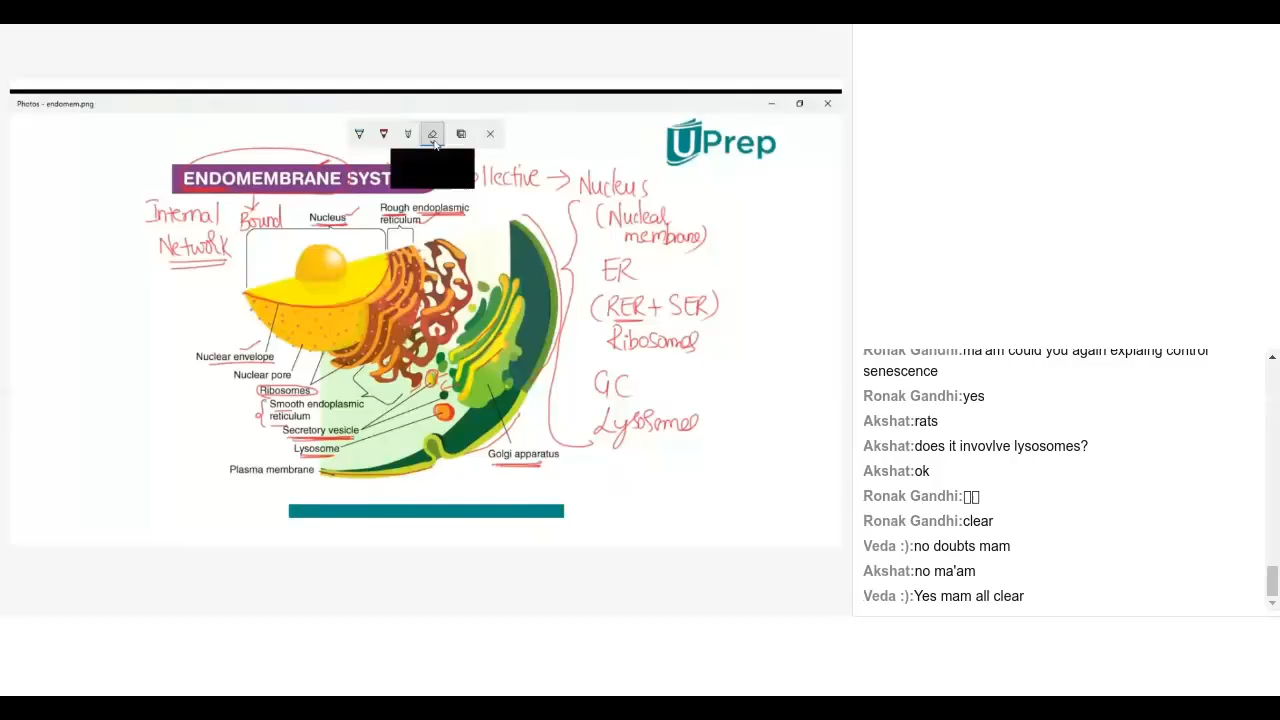 Photos - endomem.png
UPrep
ENDOMEMBRANE SYST
llective → Nucleus
(Nuclear
membrane)
ER
(RER + SER)
Ribosomes
GC
Lysosomes
Internal
Network
Bound
Nucleus
Rough endoplasmic
reticulum
Nuclear envelope
Nuclear pore
Ribosomes
Smooth endoplasmic
reticulum
Secretory vesicle
Lysosome
Plasma membrane
Golgi apparatus
Ronak Gandhi:ma'am could you again explaing control
senescence
Ronak Gandhi:yes
Akshat:rats
Akshat:does it invovlve lysosomes?
Akshat:ok
Ronak Gandhi:
Ronak Gandhi:clear
Veda :):no doubts mam
Akshat:no ma'am
Veda :):Yes mam all clear